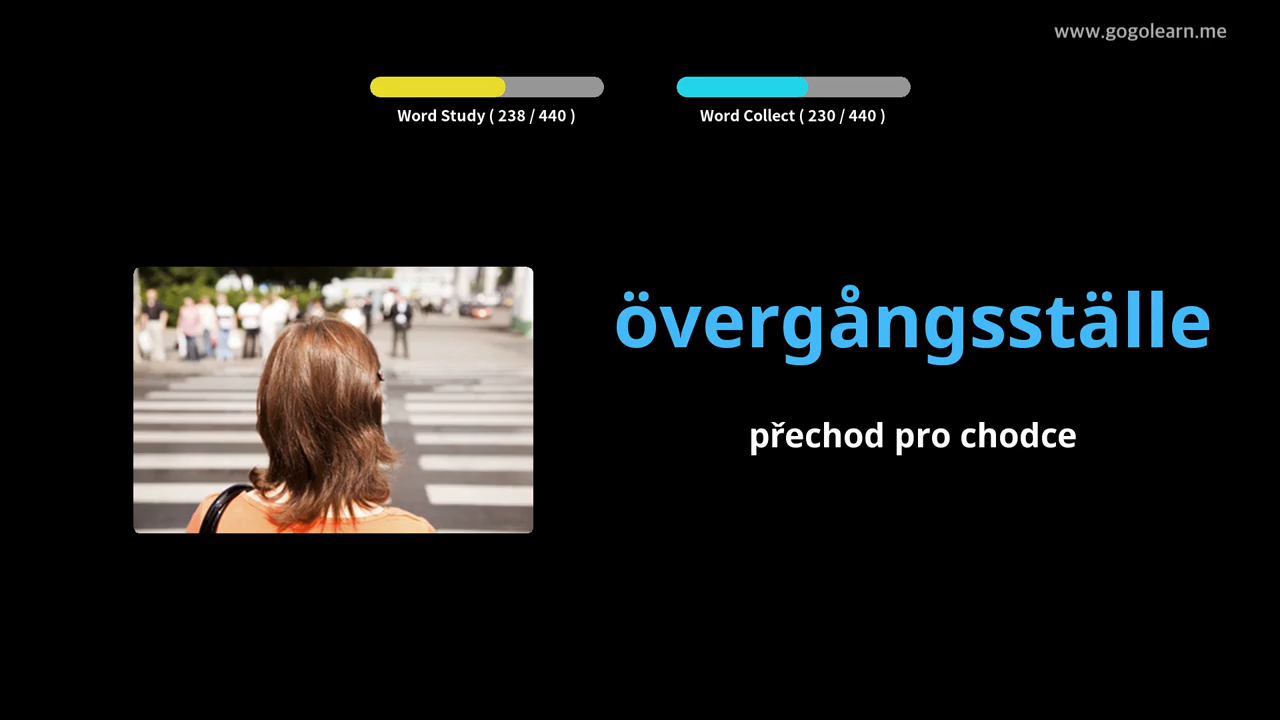 www.gogolearn.me
Word Study ( 238 / 440 )
Word Collect ( 230 / 440 )
övergångsställe
přechod pro chodce